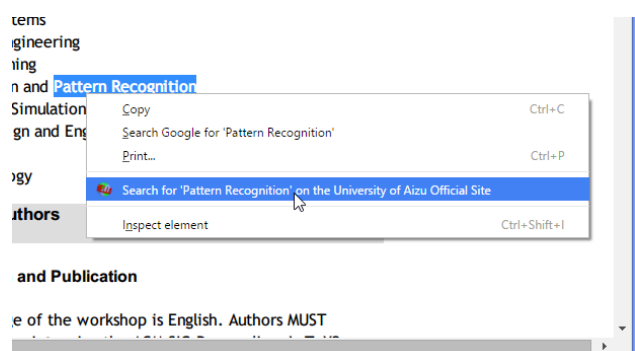 tems
gineering
ning
n and Pattern Recognition
Simulation
gn and Eng
ogy
Copy Ctrl+C
Search Google for 'Pattern Recognition'
Print... Ctrl+P
Search for 'Pattern Recognition' on the University of Aizu Official Site
Inspect element Ctrl+Shift+I
uthors
and Publication
e of the workshop is English. Authors MUST